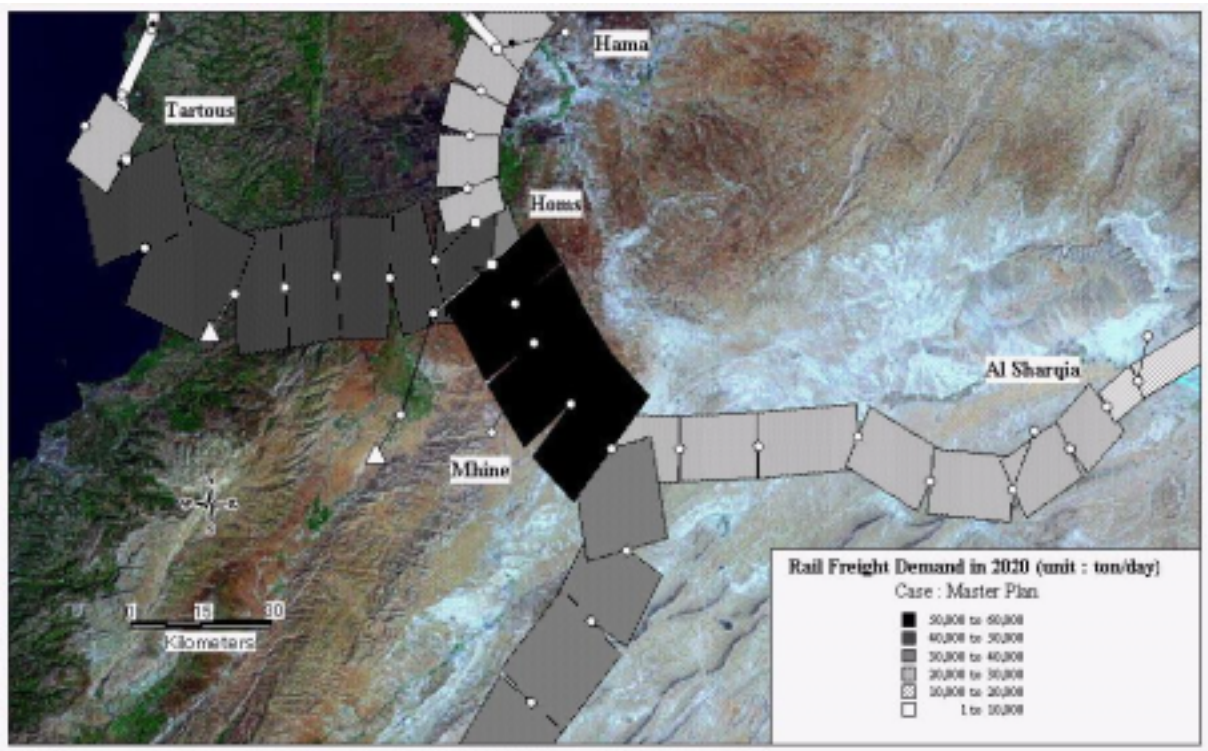 Hama
Tartous
Homs
Al Sharqia
Mhine
0 15 30
Kilometers
Rail Freight Demand in 2020 (unit : ton/day)
Case : Master Plan
50,000 to 60,000
40,000 to 50,000
30,000 to 40,000
20,000 to 30,000
10,000 to 20,000
1 to 10,000